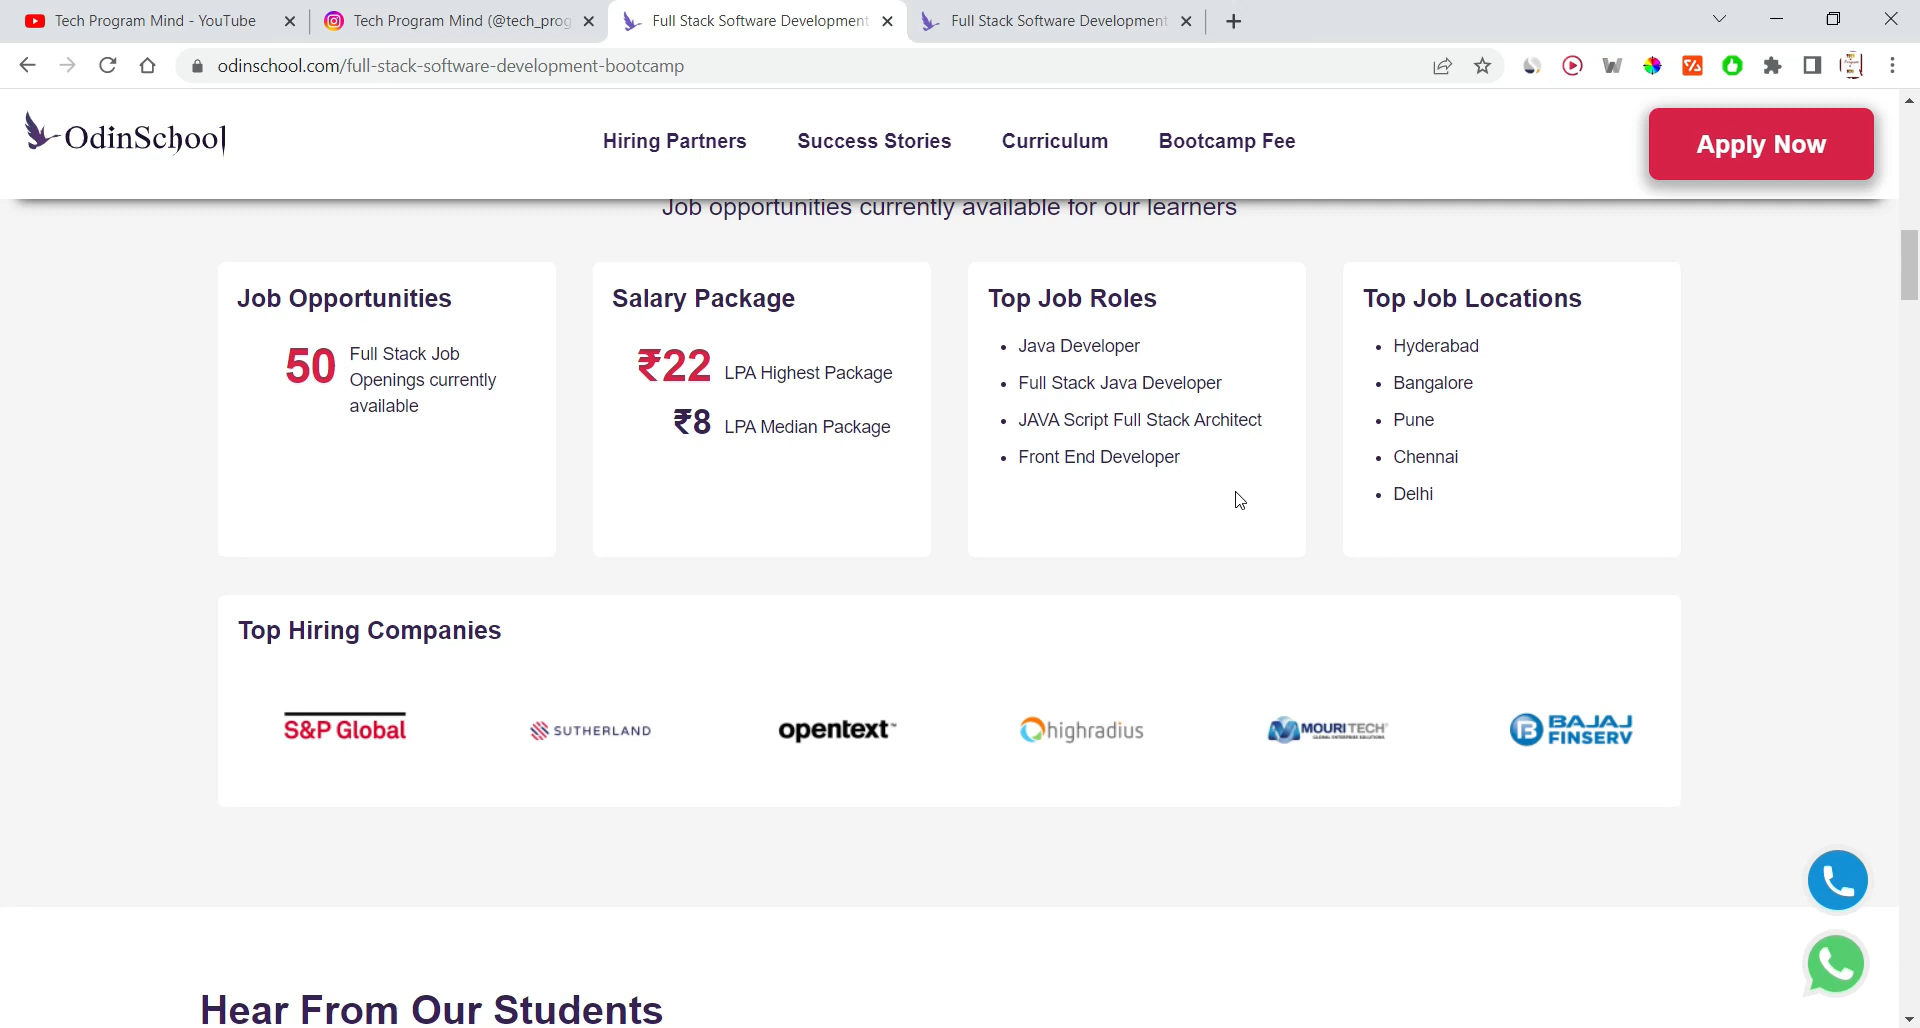 Tech Program Mind - YouTube
Tech Program Mind (@tech_prog
Full Stack Software Development
Full Stack Software Development
odinschool.com/full-stack-software-development-bootcamp
OdinSchool
Hiring Partners
Success Stories
Curriculum
Bootcamp Fee
Apply Now
Job opportunities currently available for our learners
Job Opportunities
50 Full Stack Job
Openings currently
available
Salary Package
₹22 LPA Highest Package
₹8 LPA Median Package
Top Job Roles
• Java Developer
• Full Stack Java Developer
• JAVA Script Full Stack Architect
• Front End Developer
Top Job Locations
• Hyderabad
• Bangalore
• Pune
• Chennai
• Delhi
Top Hiring Companies
S&P Global
SUTHERLAND
opentext™
highradius
MOURI TECH
GLOBAL ENTERPRISE SOLUTIONS
BAJAJ
FINSERV
Hear From Our Students